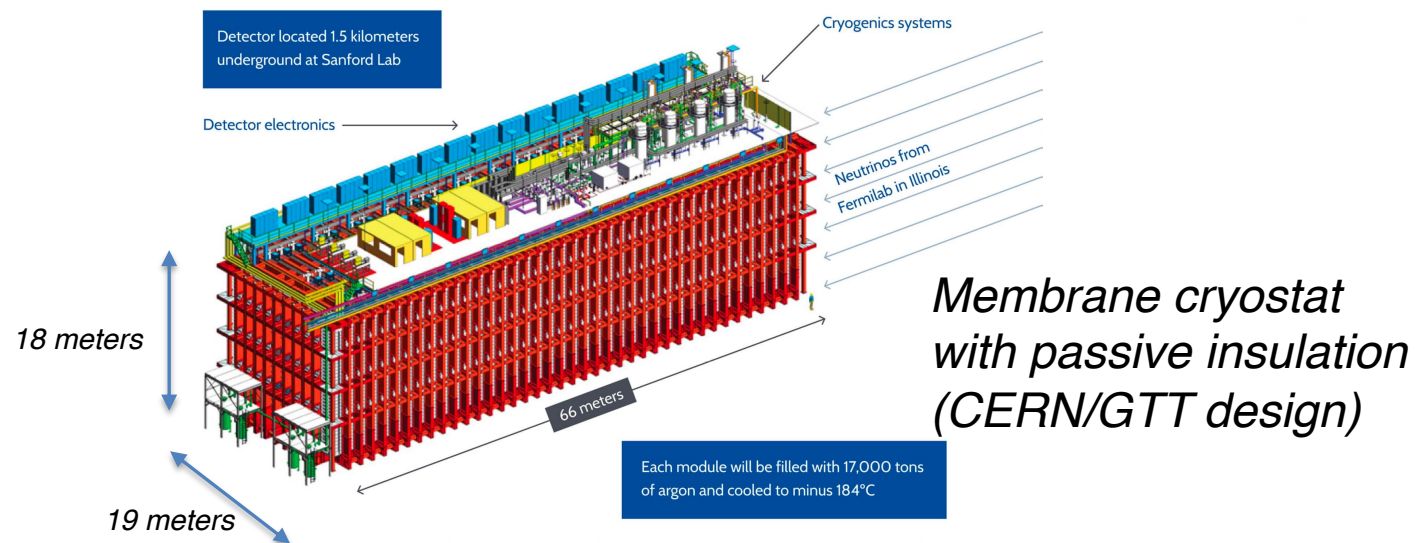 Detector located 1.5 kilometers
underground at Sanford Lab
Cryogenics systems
Detector electronics
Neutrinos from
Fermilab in Illinois
18 meters
66 meters
19 meters
Membrane cryostat
with passive insulation
(CERN/GTT design)
Each module will be filled with 17,000 tons
of argon and cooled to minus 184°C